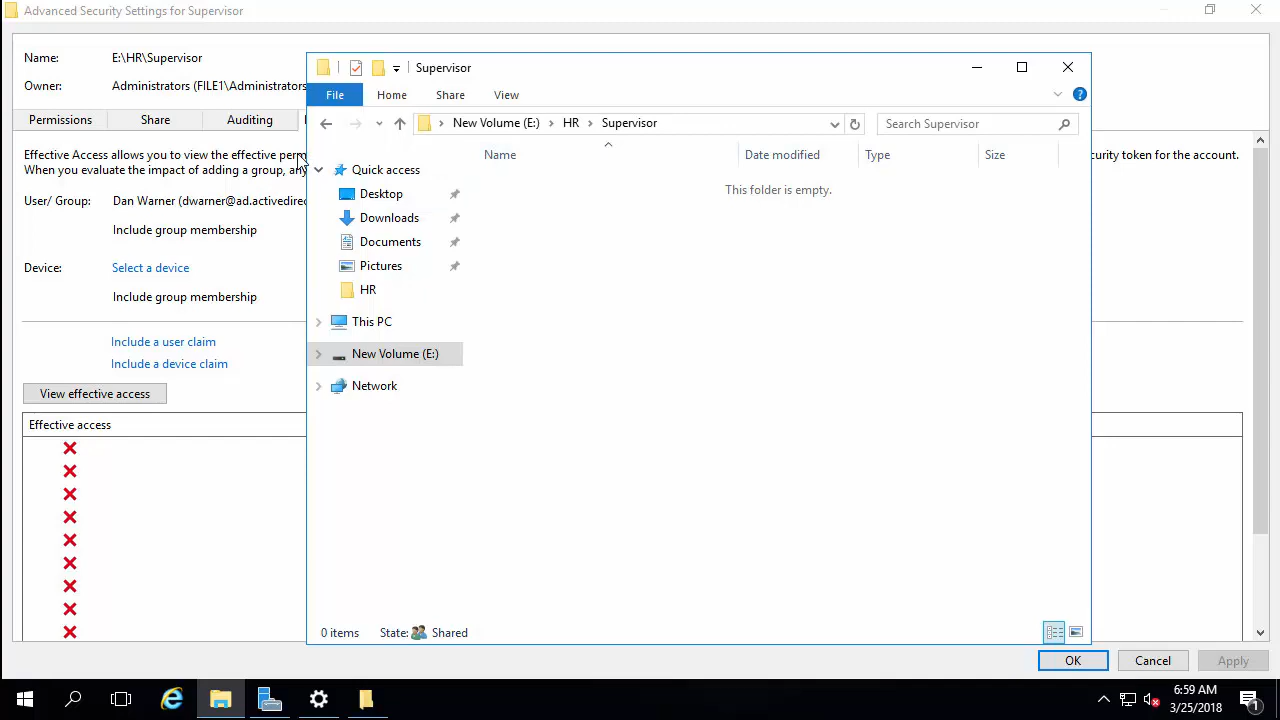 Advanced Security Settings for Supervisor
Name: E:\HR\Supervisor
Owner: Administrators (FILE1\Administrators
Permissions Share Auditing
Effective Access allows you to view the effective perm
curity token for the account.
When you evaluate the impact of adding a group, any
User/ Group: Dan Warner (dwarner@ad.activedirec
Include group membership
Device: Select a device
Include group membership
Include a user claim
Include a device claim
View effective access
Effective access
Supervisor
File Home Share View
New Volume (E:) HR Supervisor
Search Supervisor
Name Date modified Type Size
This folder is empty.
Quick access
Desktop
Downloads
Documents
Pictures
HR
This PC
New Volume (E:)
Network
0 items State: Shared
OK Cancel Apply
6:59 AM
3/25/2018
1